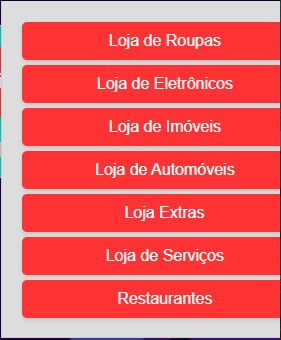 Loja de Roupas
Loja de Eletrônicos
Loja de Imóveis
Loja de Automóveis
Loja Extras
Loja de Serviços
Restaurantes